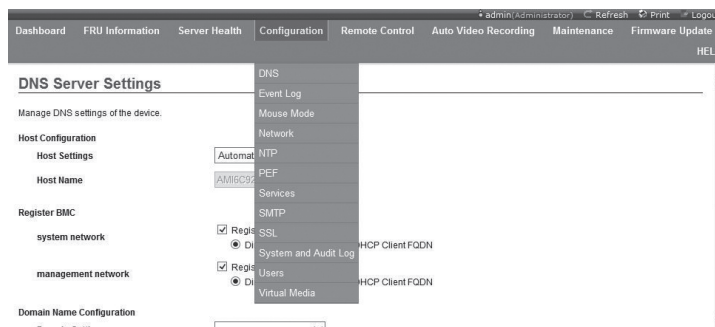 admin(Administrator) Refresh Print Logou
Dashboard FRU Information Server Health Configuration Remote Control Auto Video Recording Maintenance Firmware Update
HEL
DNS
Event Log
Mouse Mode
Network
NTP
PEF
Services
SMTP
SSL
System and Audit Log
Users
Virtual Media
DNS Server Settings
Manage DNS settings of the device.
Host Configuration
Host Settings Automat
Host Name AMI6C92
Register BMC
system network Regis
Di HCP Client FQDN
management network Regis
Di HCP Client FQDN
Domain Name Configuration